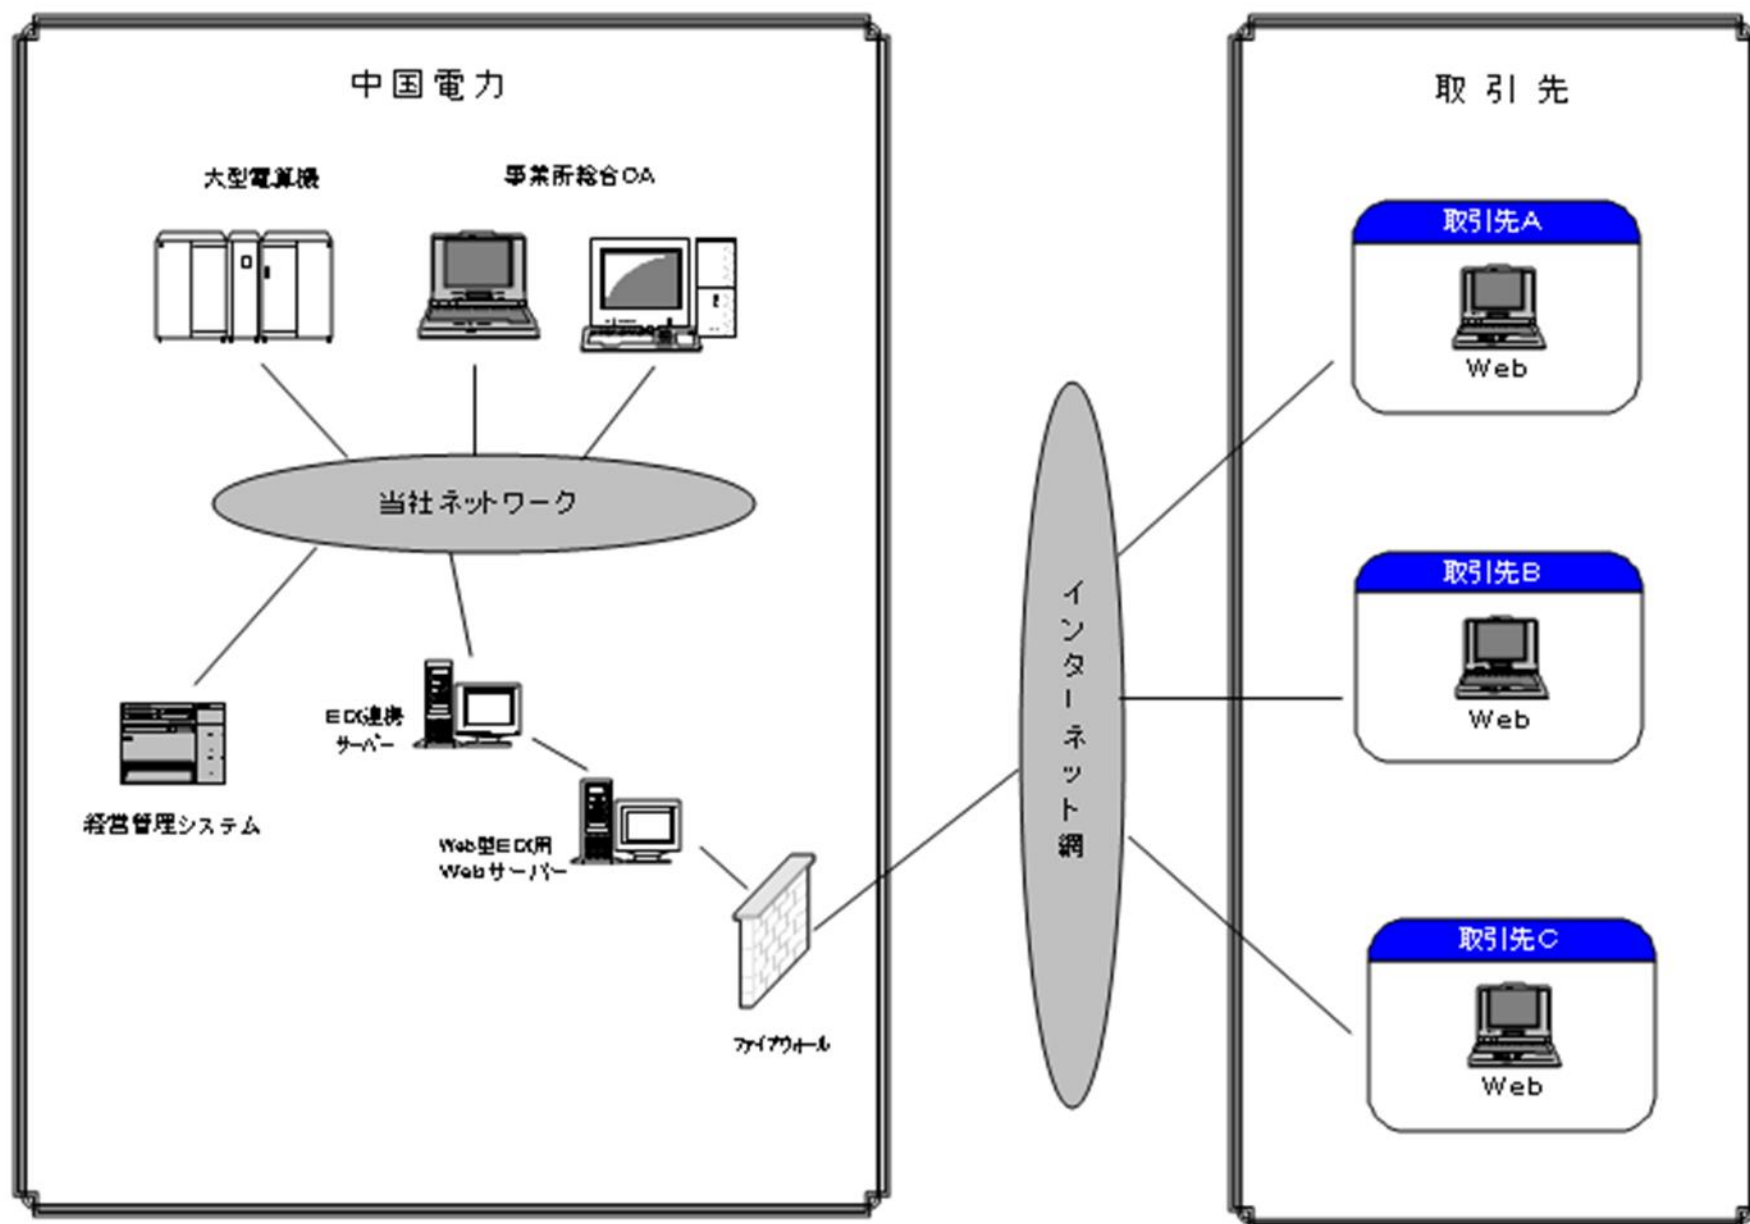 中国電力
取引先
大型電算機
事業所総合OA
取引先A
Web
当社ネットワーク
取引先B
Web
インターネット網
EDI連携
サーバー
経営管理システム
Web型EDI用
Webサーバー
ファイアウォール
取引先C
Web